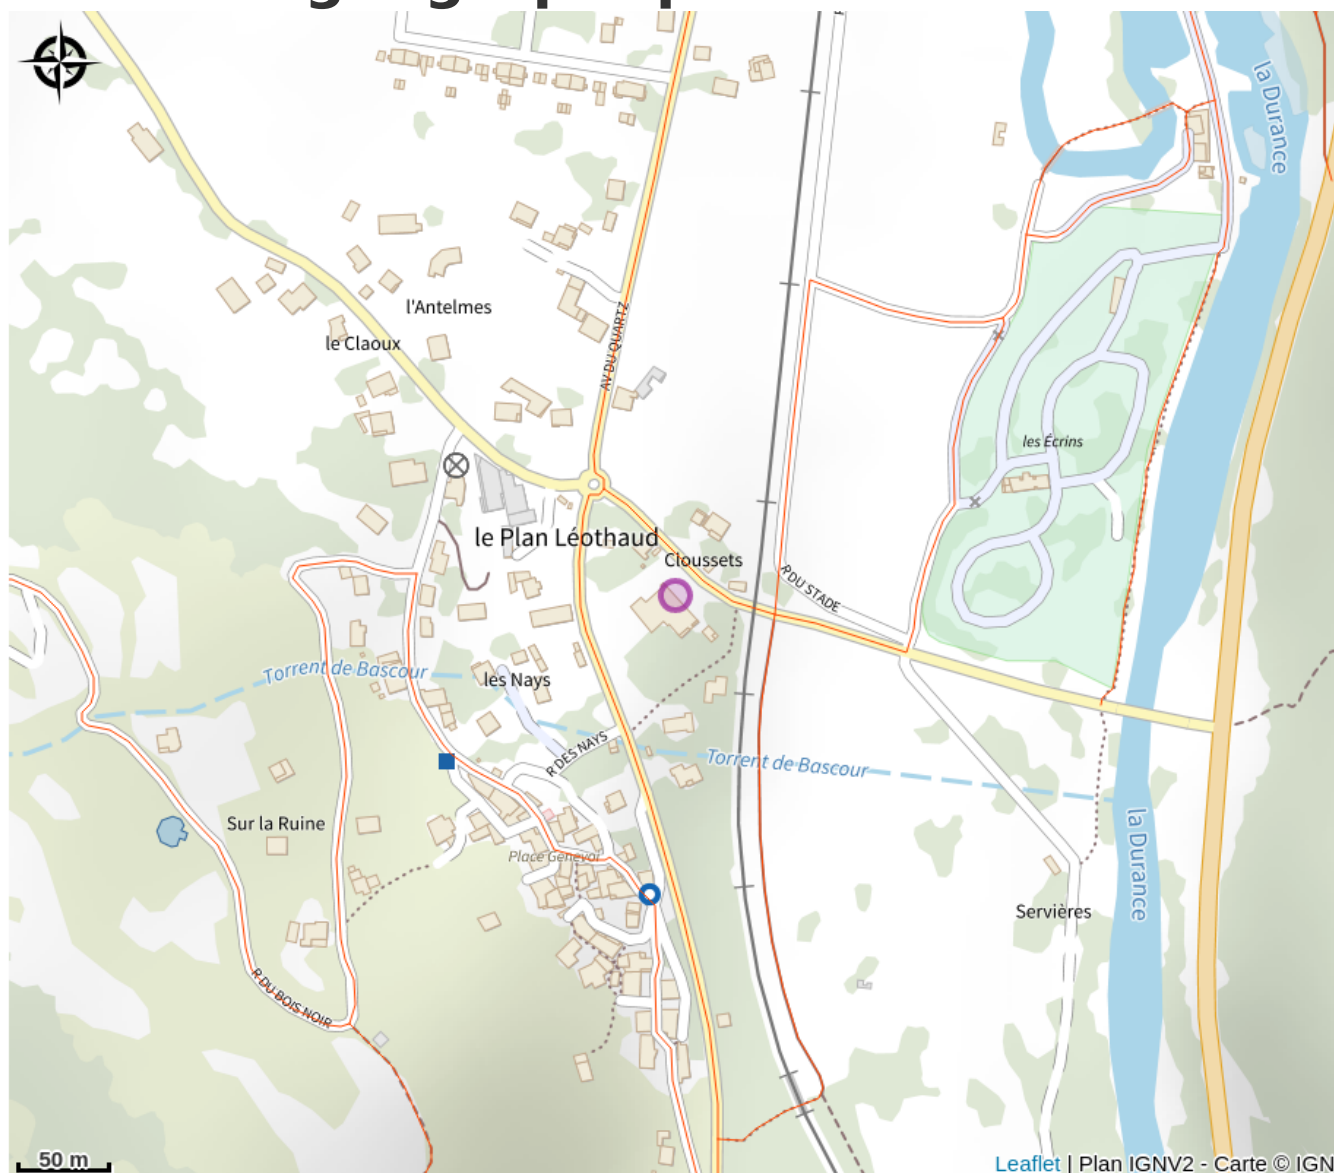 la Durance
l'Antelmes
le Claoux
AV DU QUARTZ
les Écrins
le Plan Léothaud
Cloussets
R DU STADE
Torrent de Bascour
les Nays
R DES NAYS
Torrent de Bascour
Sur la Ruine
Place Genevoi
la Durance
Servières
R DU BOIS NOIR
50 m
Leaflet | Plan IGNV2 - Carte © IGN